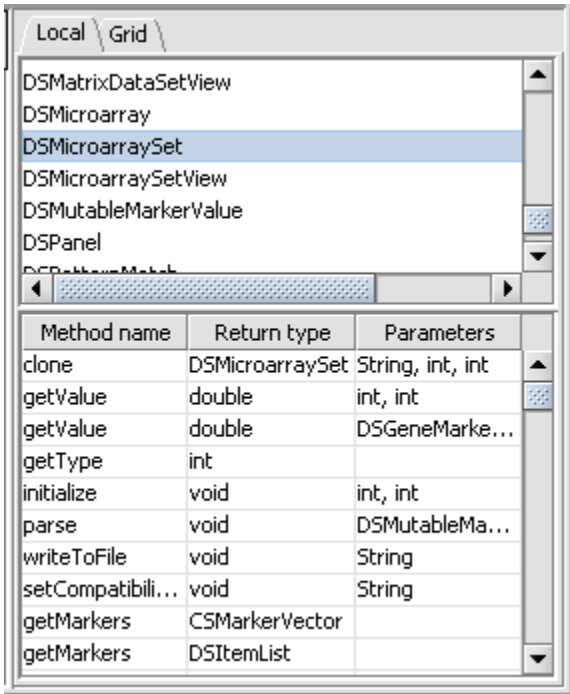 Local Grid
DSMatrixDataSetView
DSMicroarray
DSMicroarraySet
DSMicroarraySetView
DSMutableMarkerValue
DSPanel
DSPatternMatch
Method name Return type Parameters
clone DSMicroarraySet String, int, int
getValue double int, int
getValue double DSGeneMarke...
getType int
initialize void int, int
parse void DSMutableMa...
writeToFile void String
setCompatibili... void String
getMarkers CSMarkerVector
getMarkers DSItemList